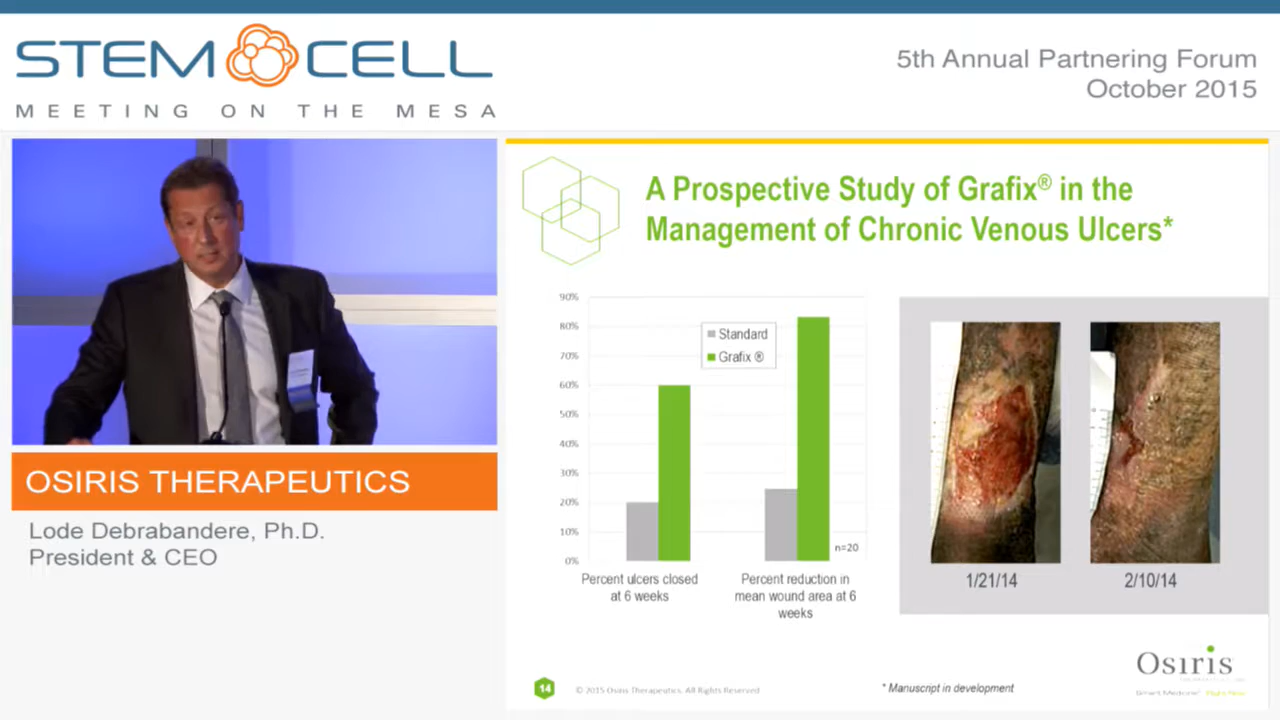 STEM CELL
MEETING ON THE MESA
5th Annual Partnering Forum
October 2015
OSIRIS THERAPEUTICS
Lode Debrabandere, Ph.D.
President & CEO
A Prospective Study of Grafix® in the
Management of Chronic Venous Ulcers*
90%
80%
70%
60%
50%
40%
30%
20%
10%
0%
Standard
Grafix ®
n=20
Percent ulcers closed
at 6 weeks
Percent reduction in
mean wound area at 6
weeks
1/21/14
2/10/14
14
© 2015 Osiris Therapeutics. All Rights Reserved
* Manuscript in development
Osiris